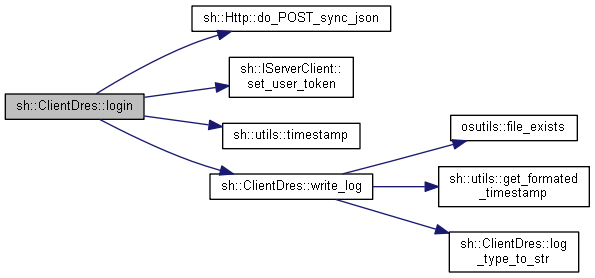 sh::Http::do_POST_sync_json
sh::IServerClient::
set_user_token
sh::ClientDres::login
sh::utils::timestamp
osutils::file_exists
sh::ClientDres::write_log
sh::utils::get_formated
_timestamp
sh::ClientDres::log
_type_to_str